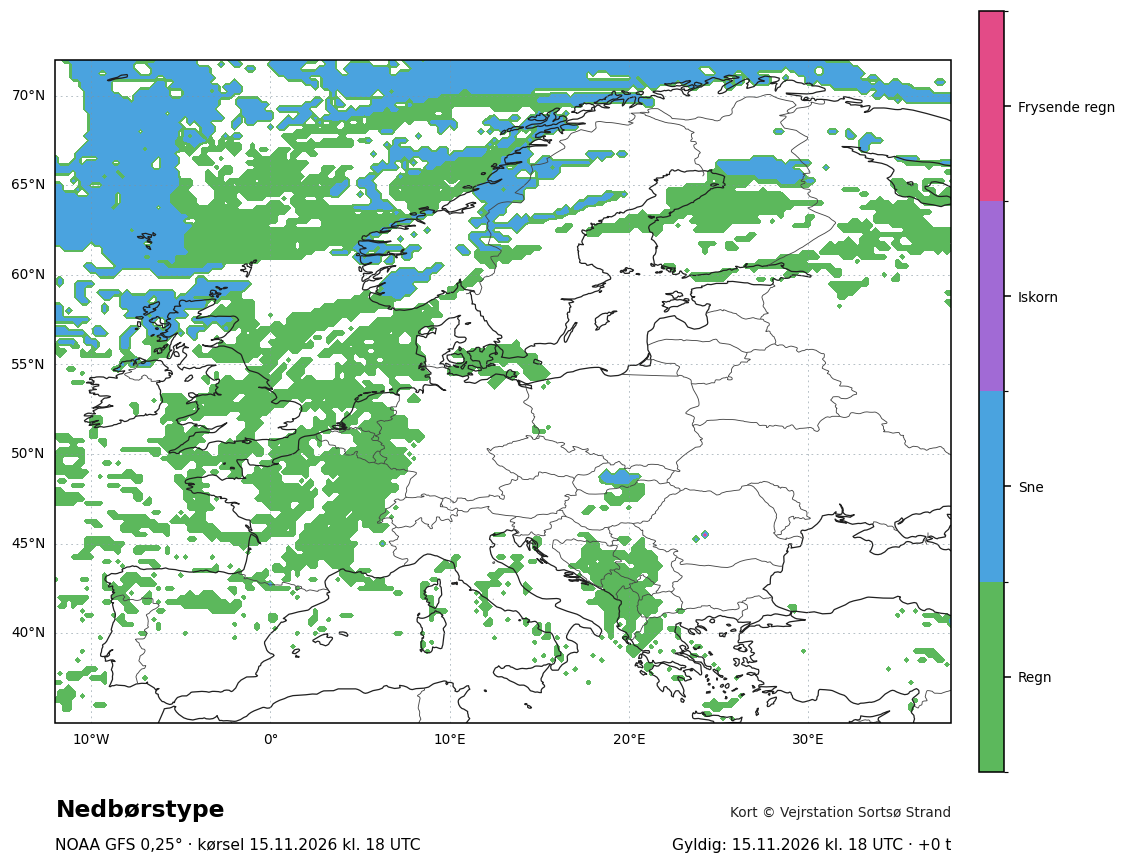 70°N
65°N
60°N
55°N
50°N
45°N
40°N
10°W
0°
10°E
20°E
30°E
Frysende regn
Iskorn
Sne
Regn
Nedbørstype
Kort © Vejrstation Sortsø Strand
NOAA GFS 0,25° · kørsel 15.11.2026 kl. 18 UTC
Gyldig: 15.11.2026 kl. 18 UTC · +0 t